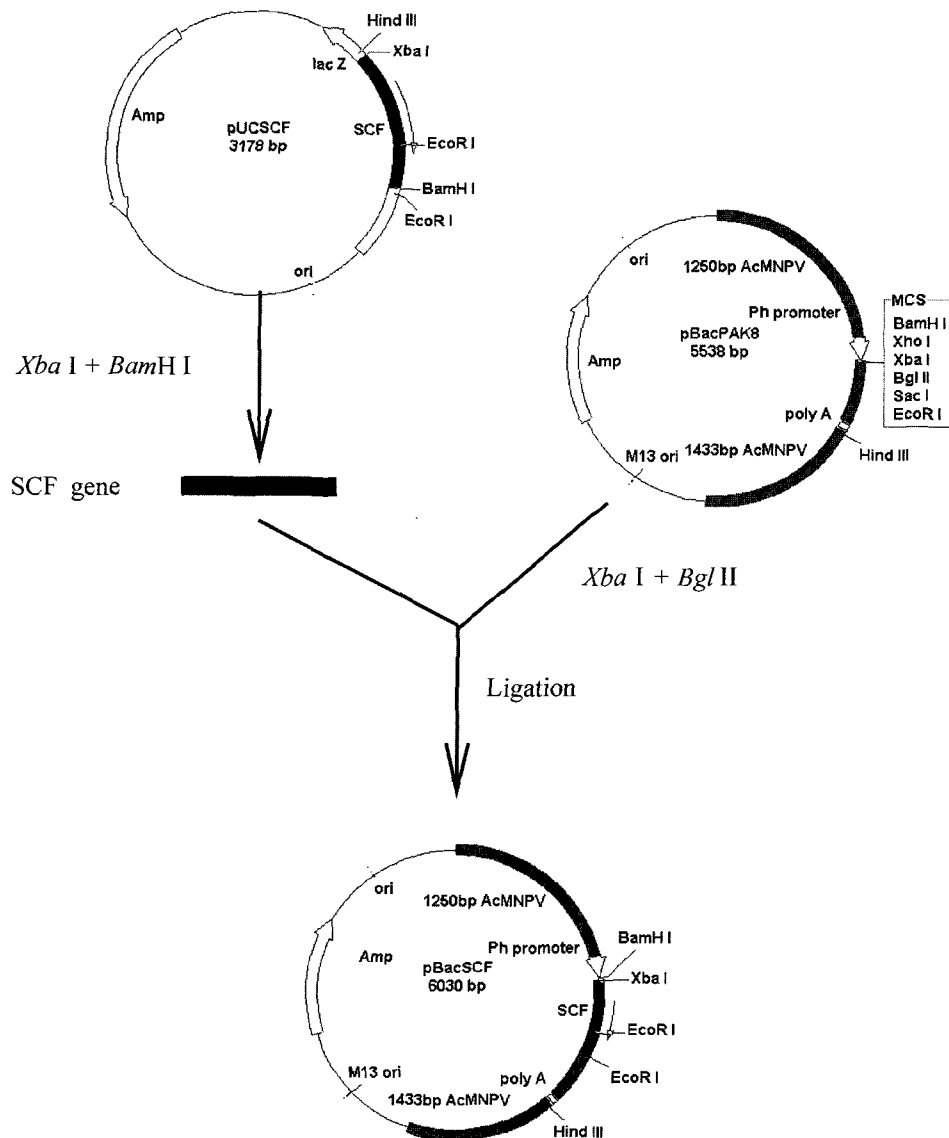 Hind III
Xba I
lac Z
Amp
pUCSCF
3178 bp
SCF
EcoR I
BamH I
EcoR I
ori
Xba I + BamH I
SCF gene
ori
1250bp AcMNPV
Ph promoter
pBacPAK8
5538 bp
Amp
MCS
BamH I
Xho I
Xba I
Bgl II
Sac I
EcoR I
poly A
Hind III
M13 ori
1433bp AcMNPV
Xba I + Bgl II
Ligation
ori
1250bp AcMNPV
Ph promoter
BamH I
Xba I
Amp
pBacSCF
6030 bp
SCF
EcoR I
EcoR I
poly A
M13 ori
1433bp AcMNPV
Hind III